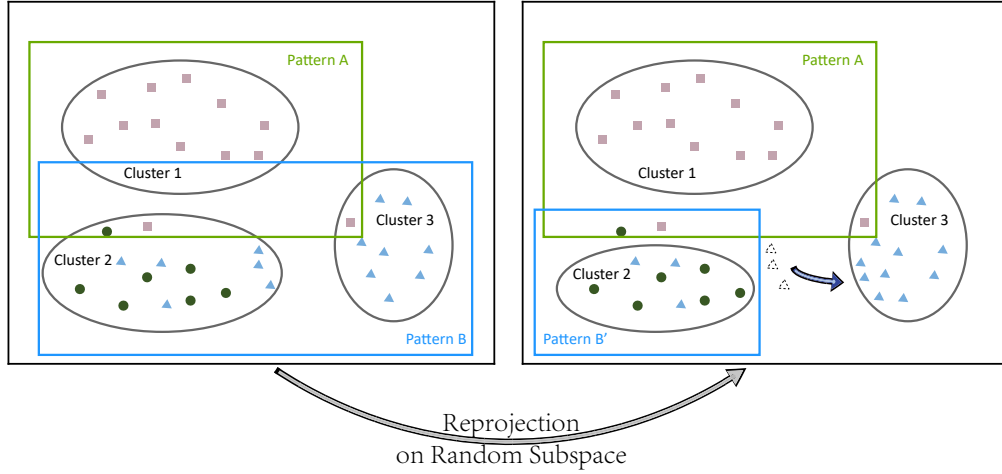 Pattern A
Cluster 1
Cluster 3
Cluster 2
Pattern B
Pattern A
Cluster 1
Cluster 3
Cluster 2
Pattern B'
Reprojection
on Random Subspace